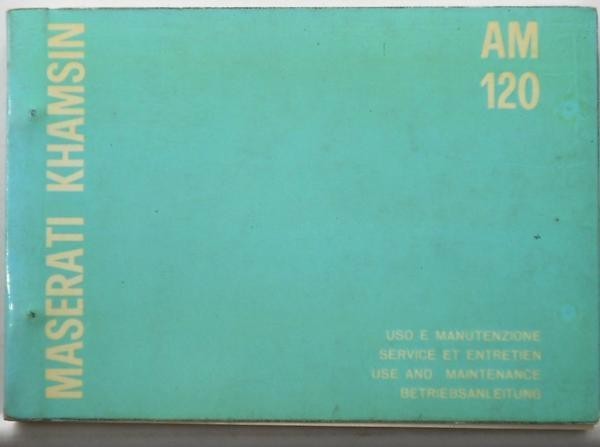 MASERATI KHAMSIN
AM
120
USO E MANUTENZIONE
SERVICE ET ENTRETIEN
USE AND MAINTENANCE
BETRIEBSANLEITUNG